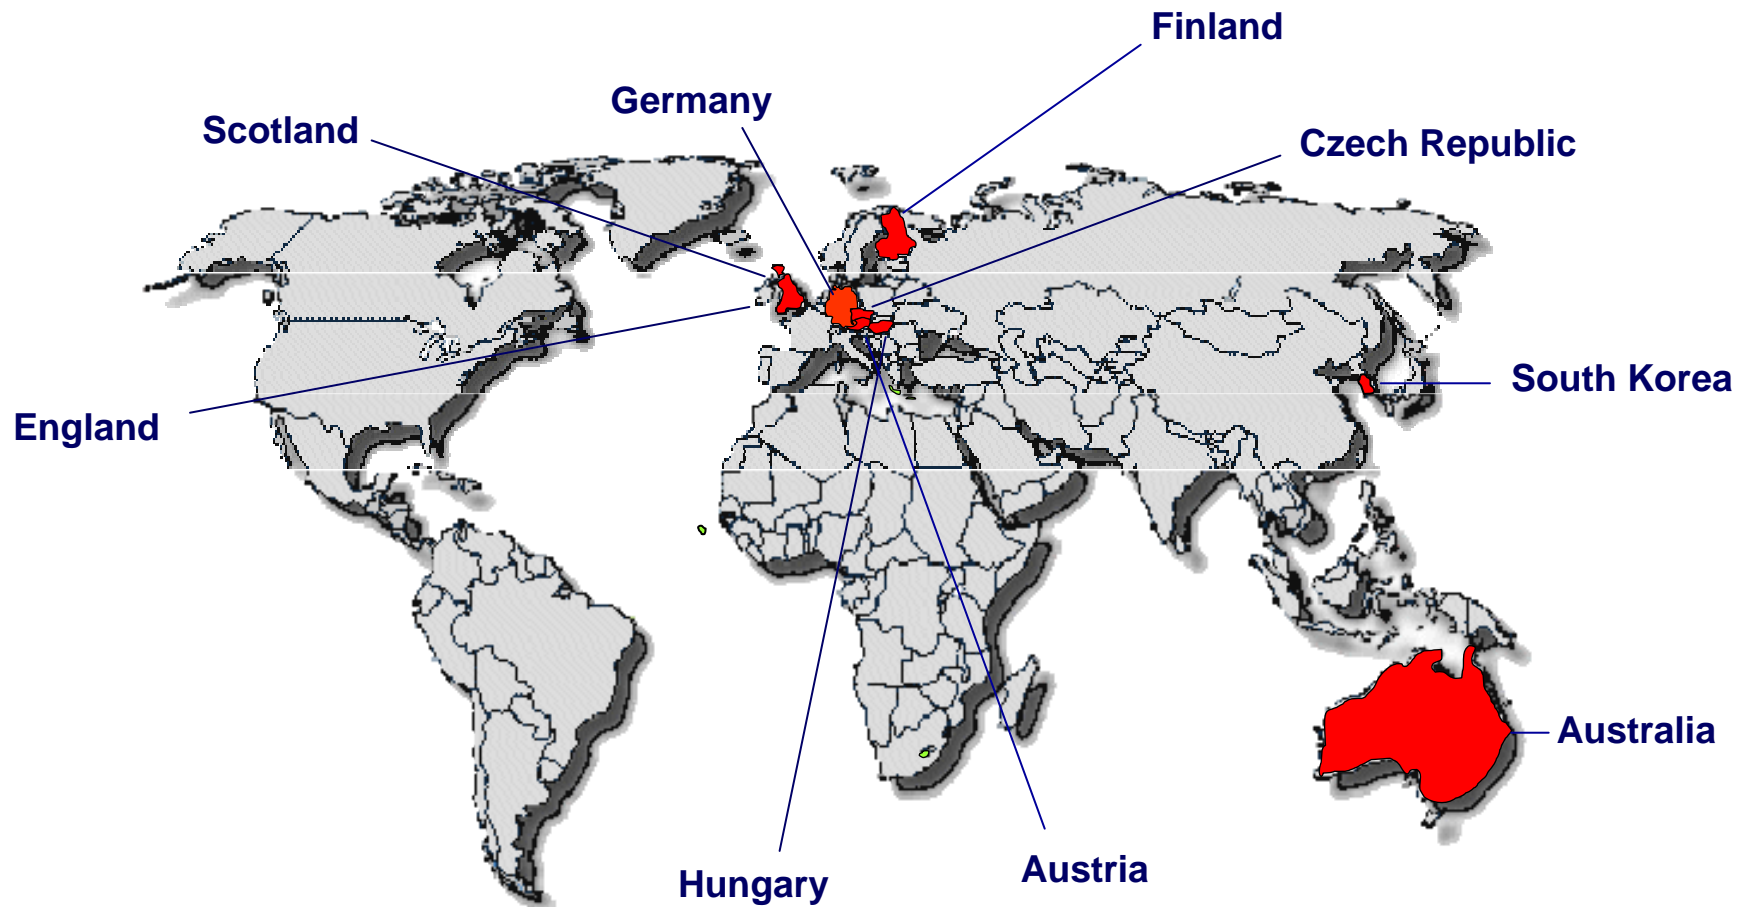 Finland
Germany
Scotland
Czech Republic
South Korea
England
Australia
Austria
Hungary